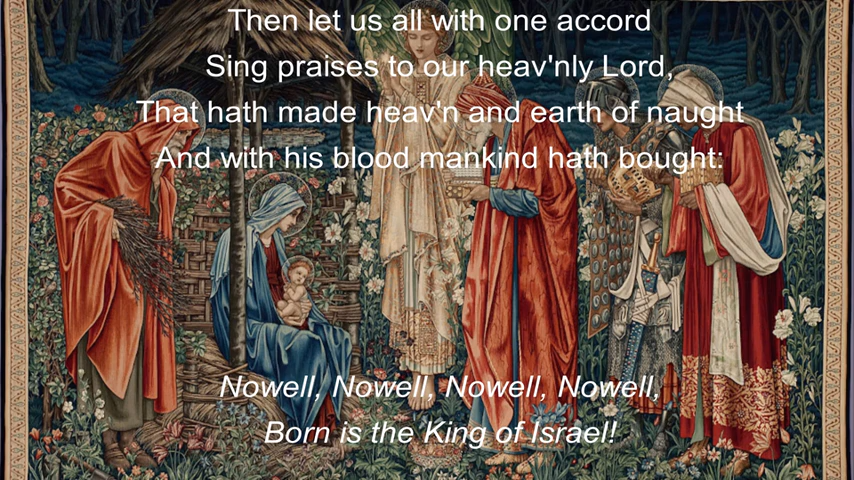 Then let us all with one accord
Sing praises to our heav'nly Lord,
That hath made heav'n and earth of naught
And with his blood mankind hath bought:
Nowell, Nowell, Nowell, Nowell,
Born is the King of Israel!